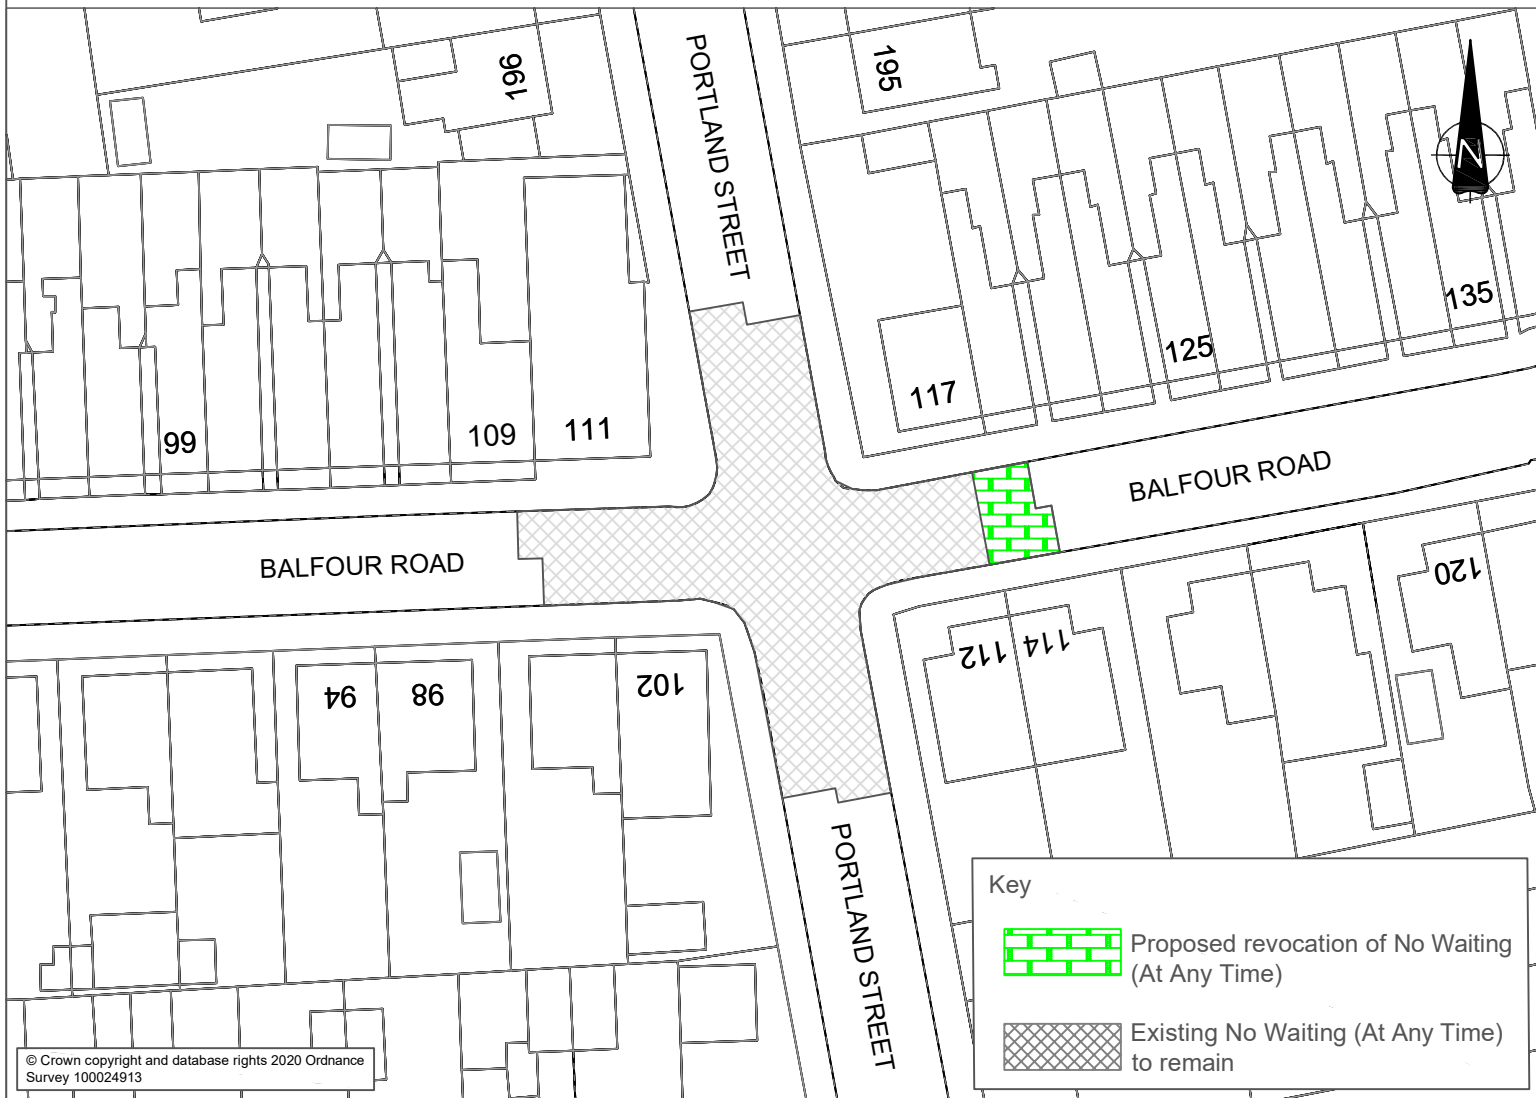 196
195
PORTLAND STREET
N
135
125
117
99
109
111
BALFOUR ROAD
BALFOUR ROAD
120
112
114
94
98
102
PORTLAND STREET
Key
Proposed revocation of No Waiting
(At Any Time)
Existing No Waiting (At Any Time)
to remain
© Crown copyright and database rights 2020 Ordnance
Survey 100024913